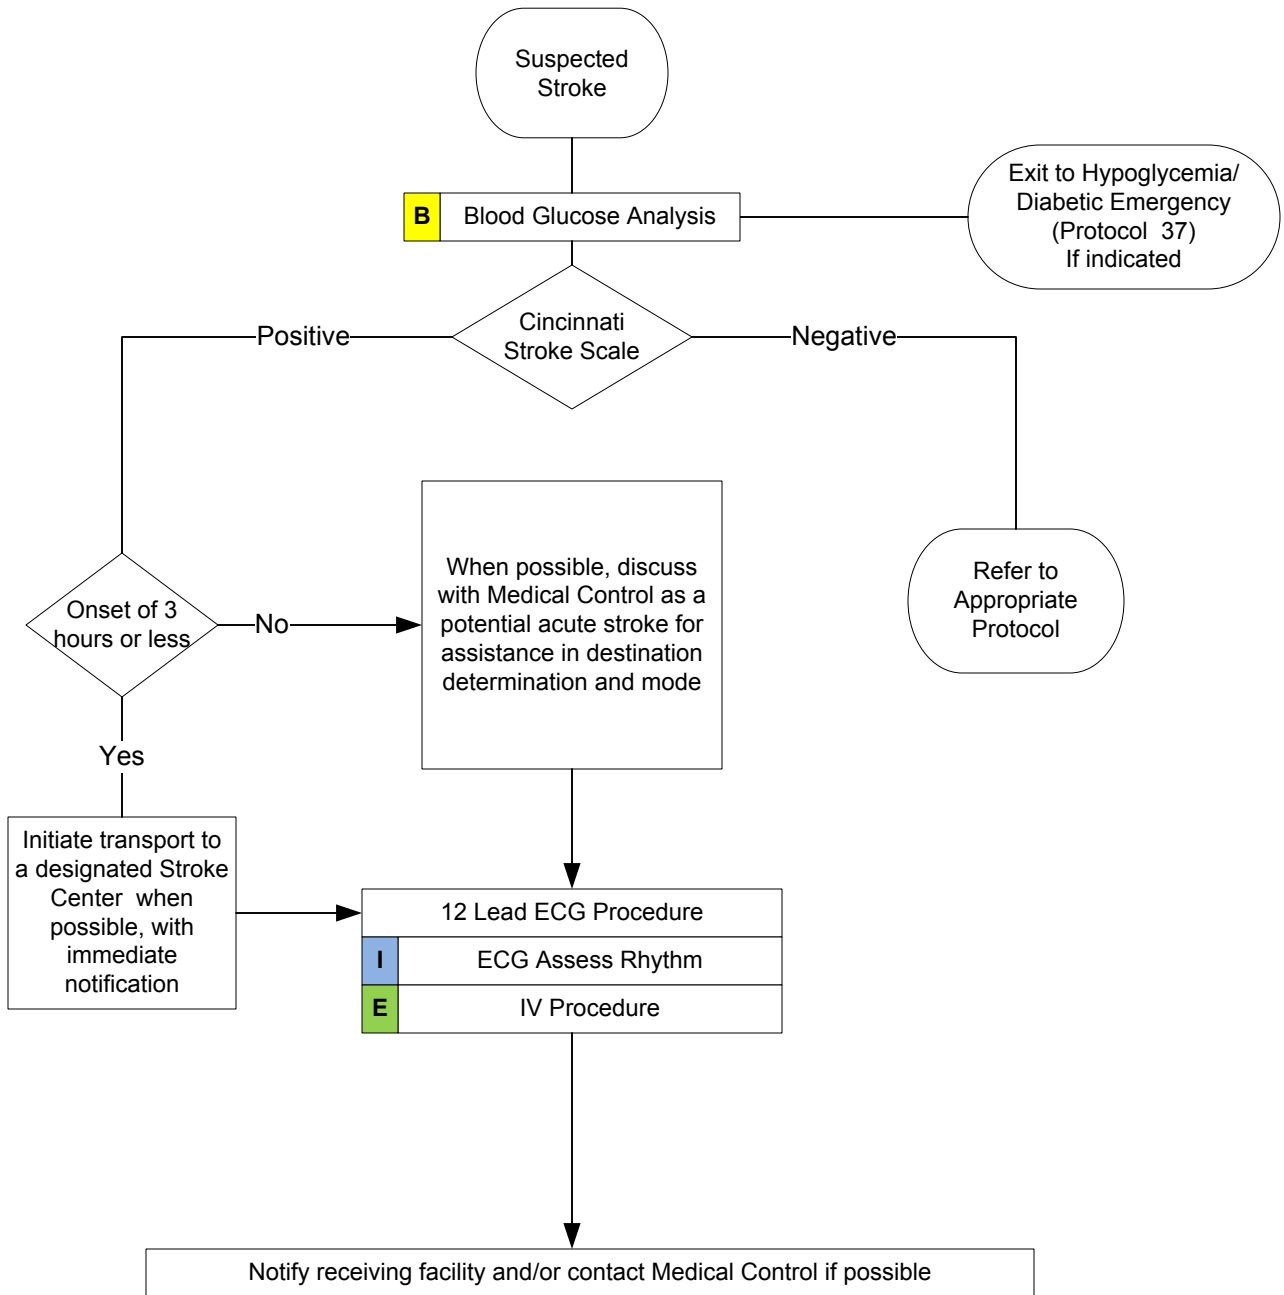 Suspected
Stroke
B
Blood Glucose Analysis
Exit to Hypoglycemia/
Diabetic Emergency
(Protocol 37)
If indicated
Cincinnati
Stroke Scale
Positive
Negative
Onset of 3
hours or less
No
When possible, discuss
with Medical Control as a
potential acute stroke for
assistance in destination
determination and mode
Refer to
Appropriate
Protocol
Yes
Initiate transport to
a designated Stroke
Center when
possible, with
immediate
notification
12 Lead ECG Procedure
I
ECG Assess Rhythm
E
IV Procedure
Notify receiving facility and/or contact Medical Control if possible